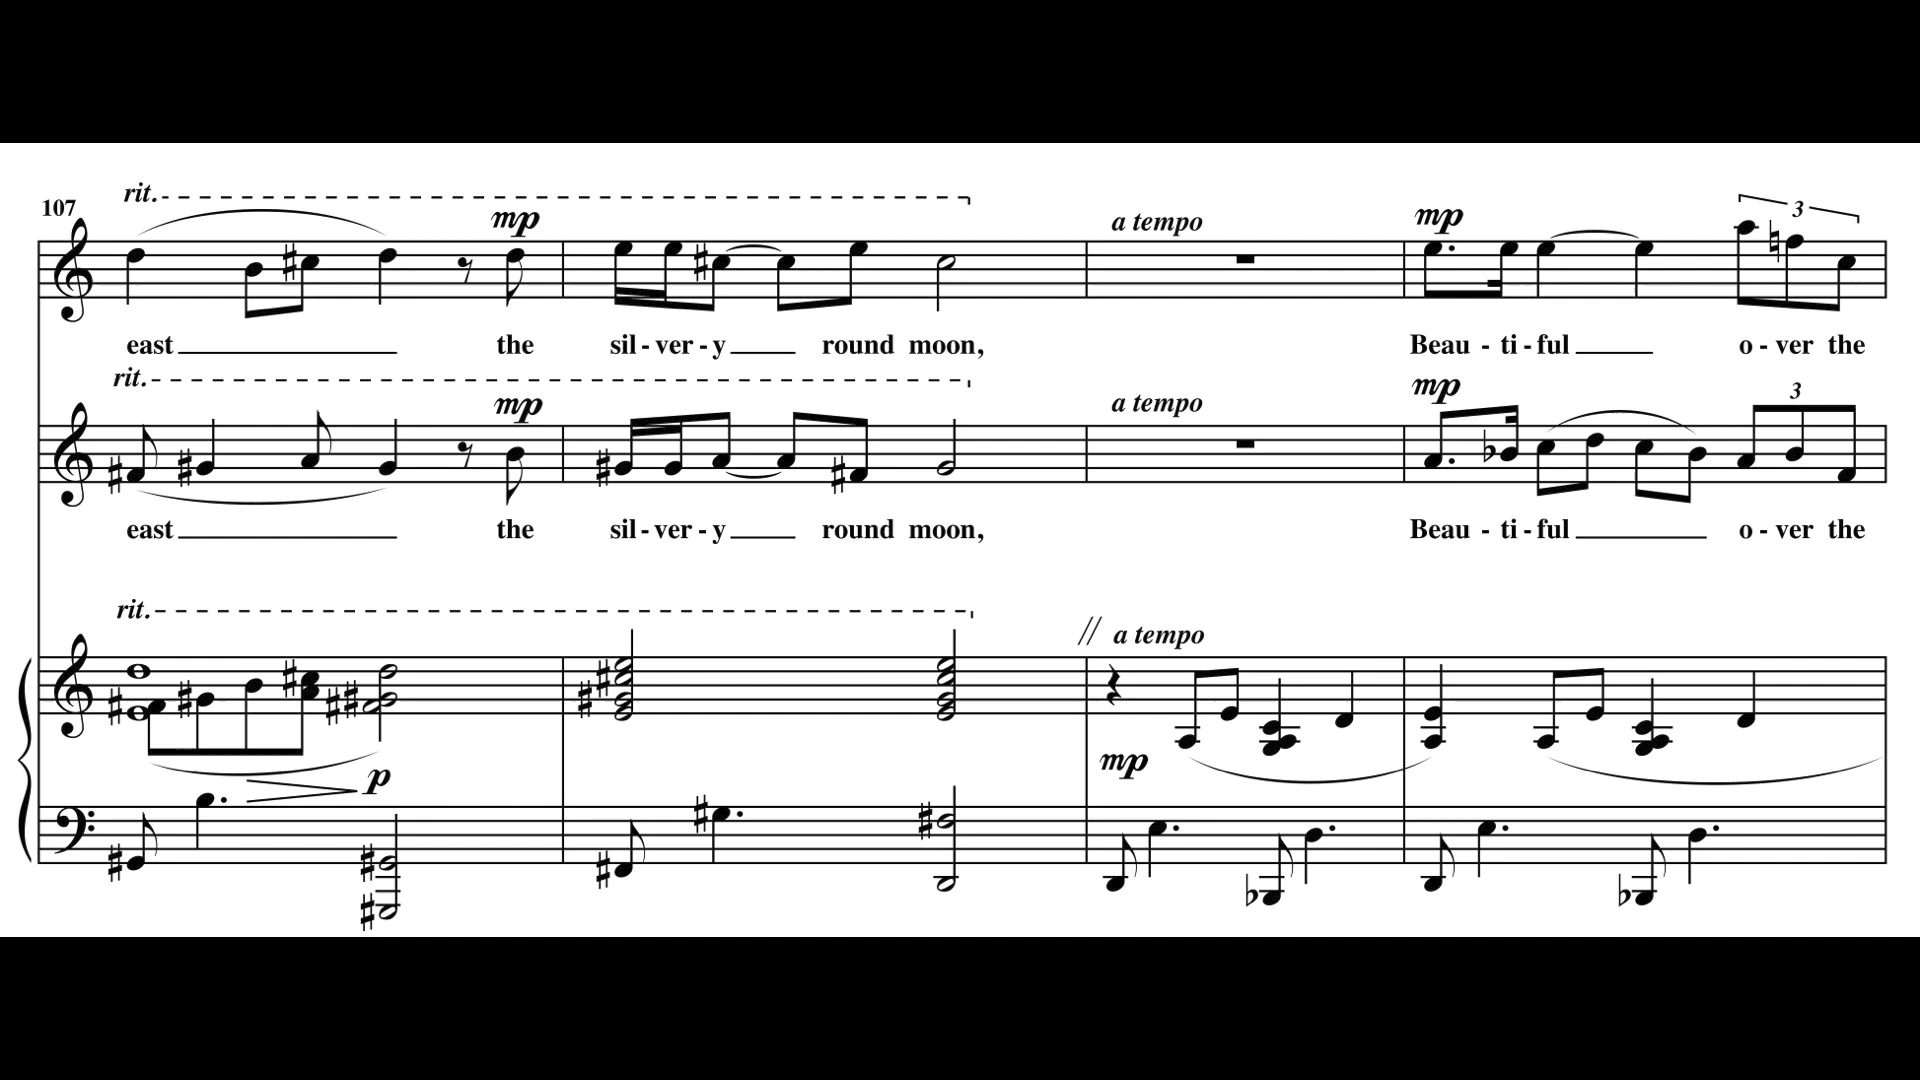 rit.
107
mp
a tempo
mp
3
east the sil - ver - y round moon, Beau - ti - ful o - ver the
rit.
mp
a tempo
mp
3
east the sil - ver - y round moon, Beau - ti - ful o - ver the
rit.
a tempo
mp
p